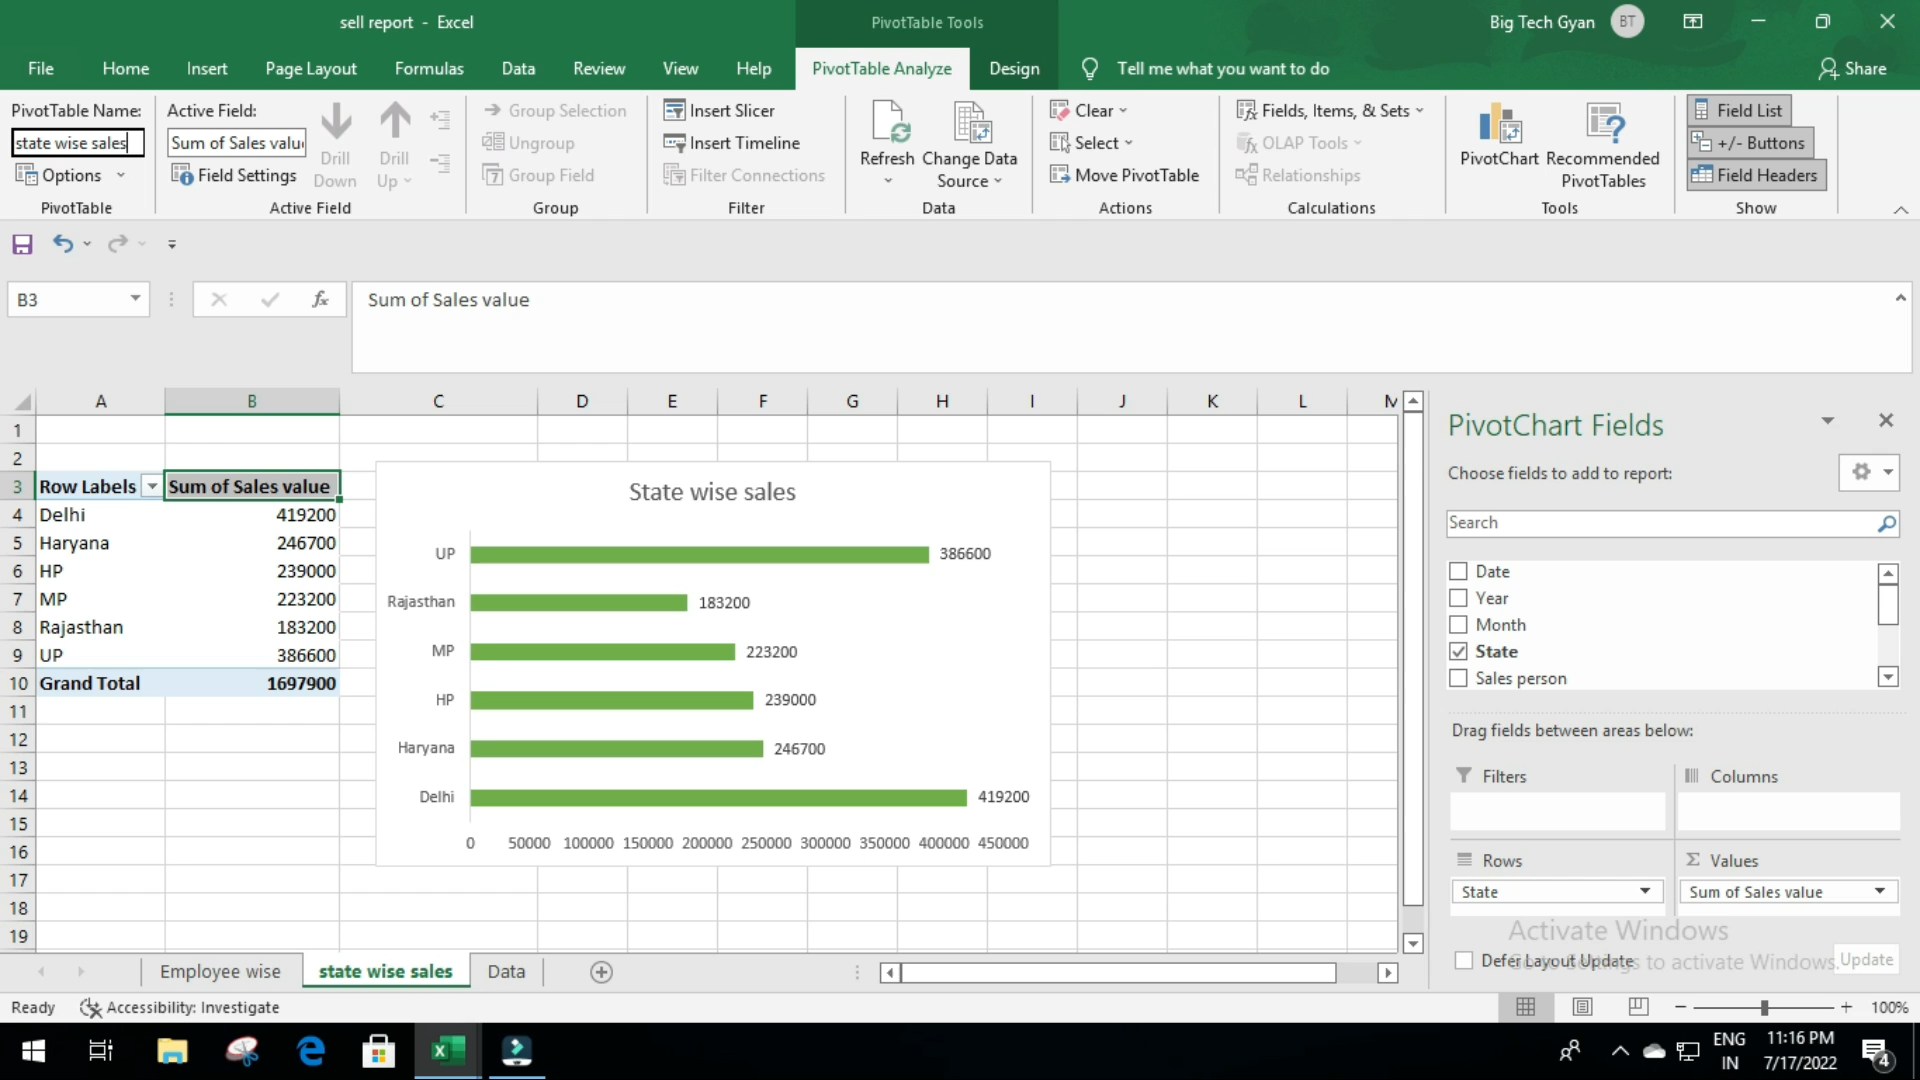 sell report - Excel
PivotTable Tools
Big Tech Gyan
BT
File
Home
Insert
Page Layout
Formulas
Data
Review
View
Help
PivotTable Analyze
Design
Tell me what you want to do
Share
PivotTable Name:
state wise sales
Options
PivotTable
Active Field:
Sum of Sales valu
Field Settings
Drill Down
Drill Up
Active Field
Group Selection
Ungroup
Group Field
Group
Insert Slicer
Insert Timeline
Filter Connections
Filter
Refresh
Change Data Source
Data
Clear
Select
Move PivotTable
Actions
Fields, Items, & Sets
OLAP Tools
Relationships
Calculations
PivotChart
Recommended PivotTables
Tools
Field List
+/- Buttons
Field Headers
Show
B3
fx
Sum of Sales value
A B C D E F G H I J K L M
1
2
3 Row Labels Sum of Sales value
4 Delhi 419200
5 Haryana 246700
6 HP 239000
7 MP 223200
8 Rajasthan 183200
9 UP 386600
10 Grand Total 1697900
11
12
13
14
15
16
17
18
19
State wise sales
UP 386600
Rajasthan 183200
MP 223200
HP 239000
Haryana 246700
Delhi 419200
0 50000 100000 150000 200000 250000 300000 350000 400000 450000
PivotChart Fields
Choose fields to add to report:
Search
Date
Year
Month
State
Sales person
Drag fields between areas below:
Filters
Columns
Rows
Σ Values
State
Sum of Sales value
Activate Windows
Defer Layout Update
to activate Windows.
Update
Employee wise
state wise sales
Data
Ready
Accessibility: Investigate
100%
ENG
IN
11:16 PM
7/17/2022
4